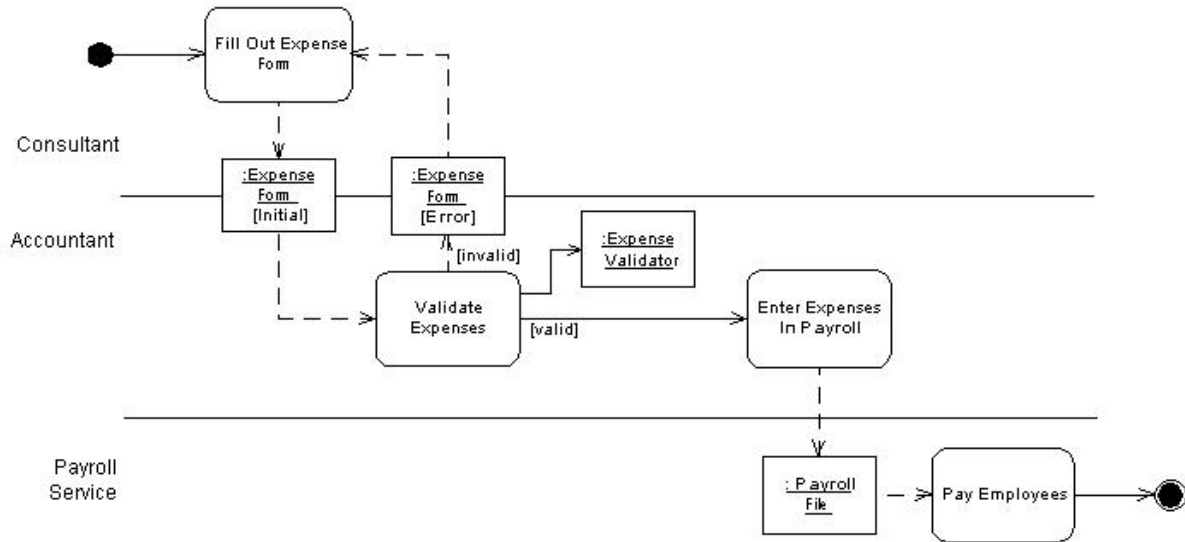 Fill Out Expense
Form
Consultant
:Expense
Form
[Initial]
:Expense
Form
[Error]
Accountant
[invalid]
:Expense
Validator
Validate
Expenses
[valid]
Enter Expenses
In Payroll
Payroll
Service
: Payroll
File
Pay Employees